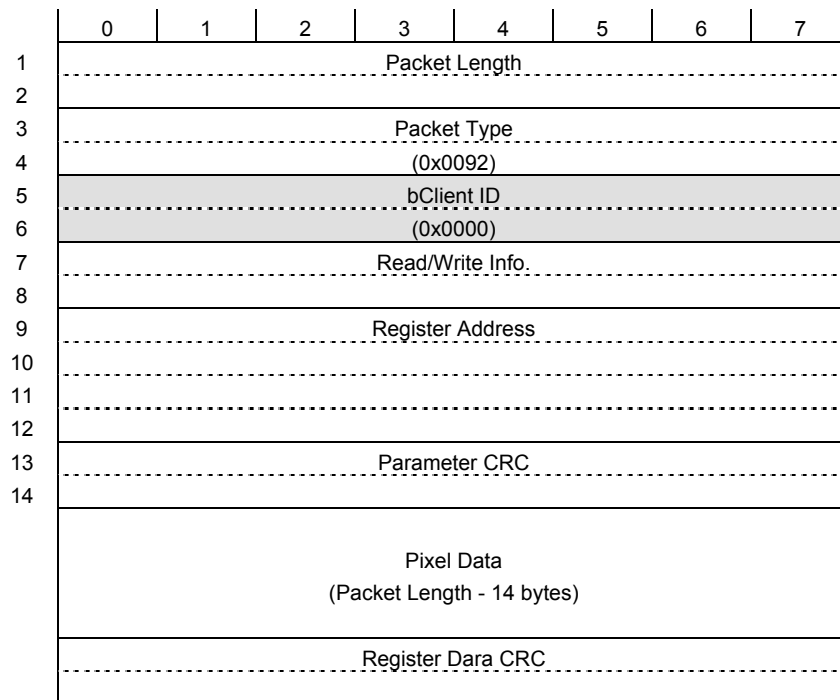 0 1 2 3 4 5 6 7
1 Packet Length
2
3 Packet Type
4 (0x0092)
5 bClient ID
6 (0x0000)
7 Read/Write Info.
8
9 Register Address
10
11
12
13 Parameter CRC
14
Pixel Data
(Packet Length - 14 bytes)
Register Dara CRC